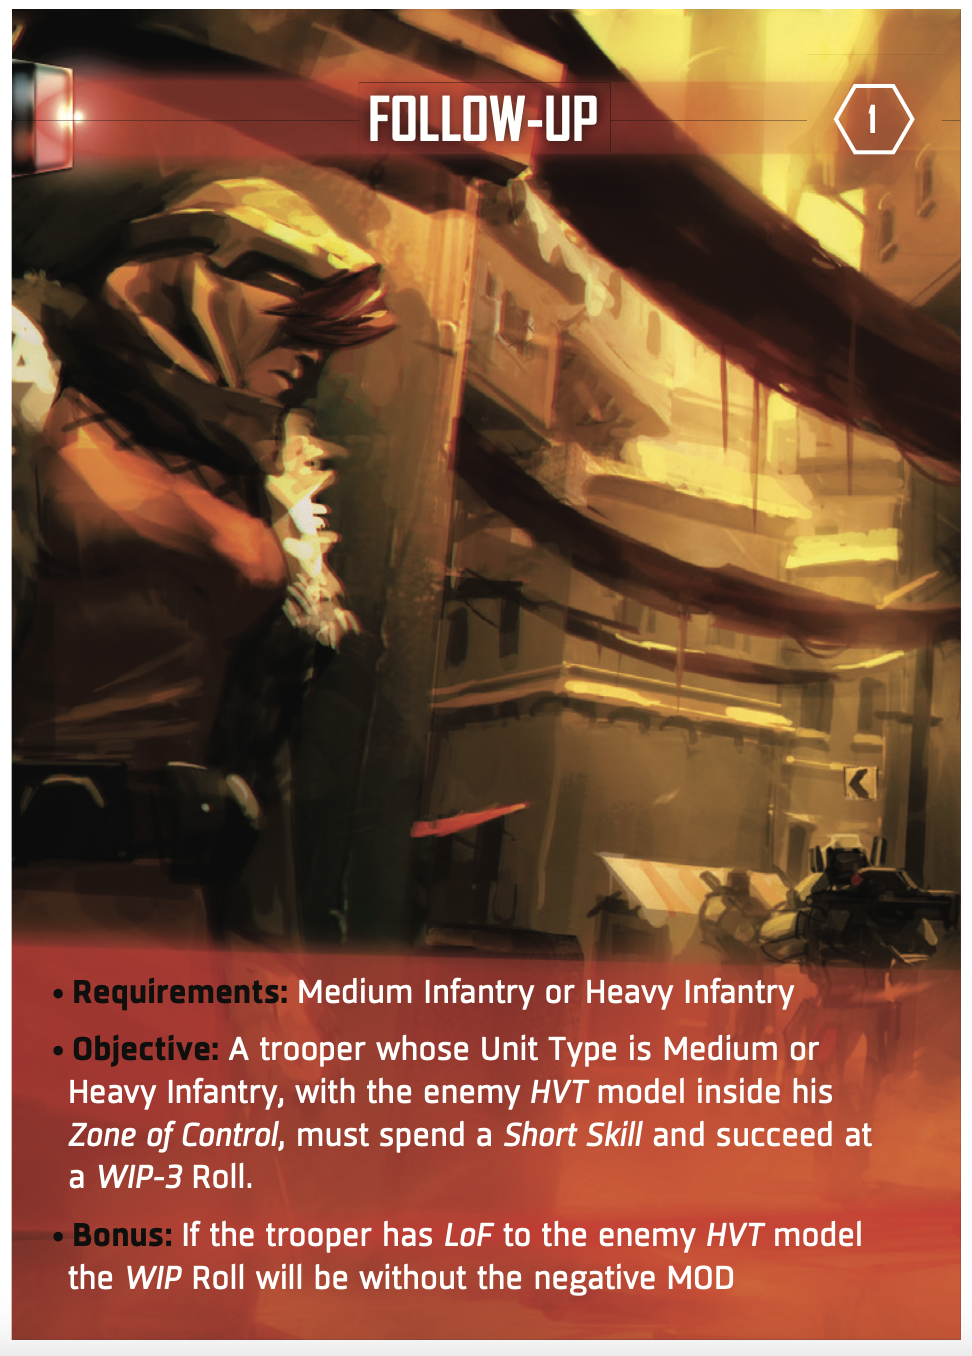 FOLLOW-UP
1
• Requirements: Medium Infantry or Heavy Infantry
• Objective: A trooper whose Unit Type is Medium or
Heavy Infantry, with the enemy HVT model inside his
Zone of Control, must spend a Short Skill and succeed at
a WIP-3 Roll.
• Bonus: If the trooper has LoF to the enemy HVT model
the WIP Roll will be without the negative MOD